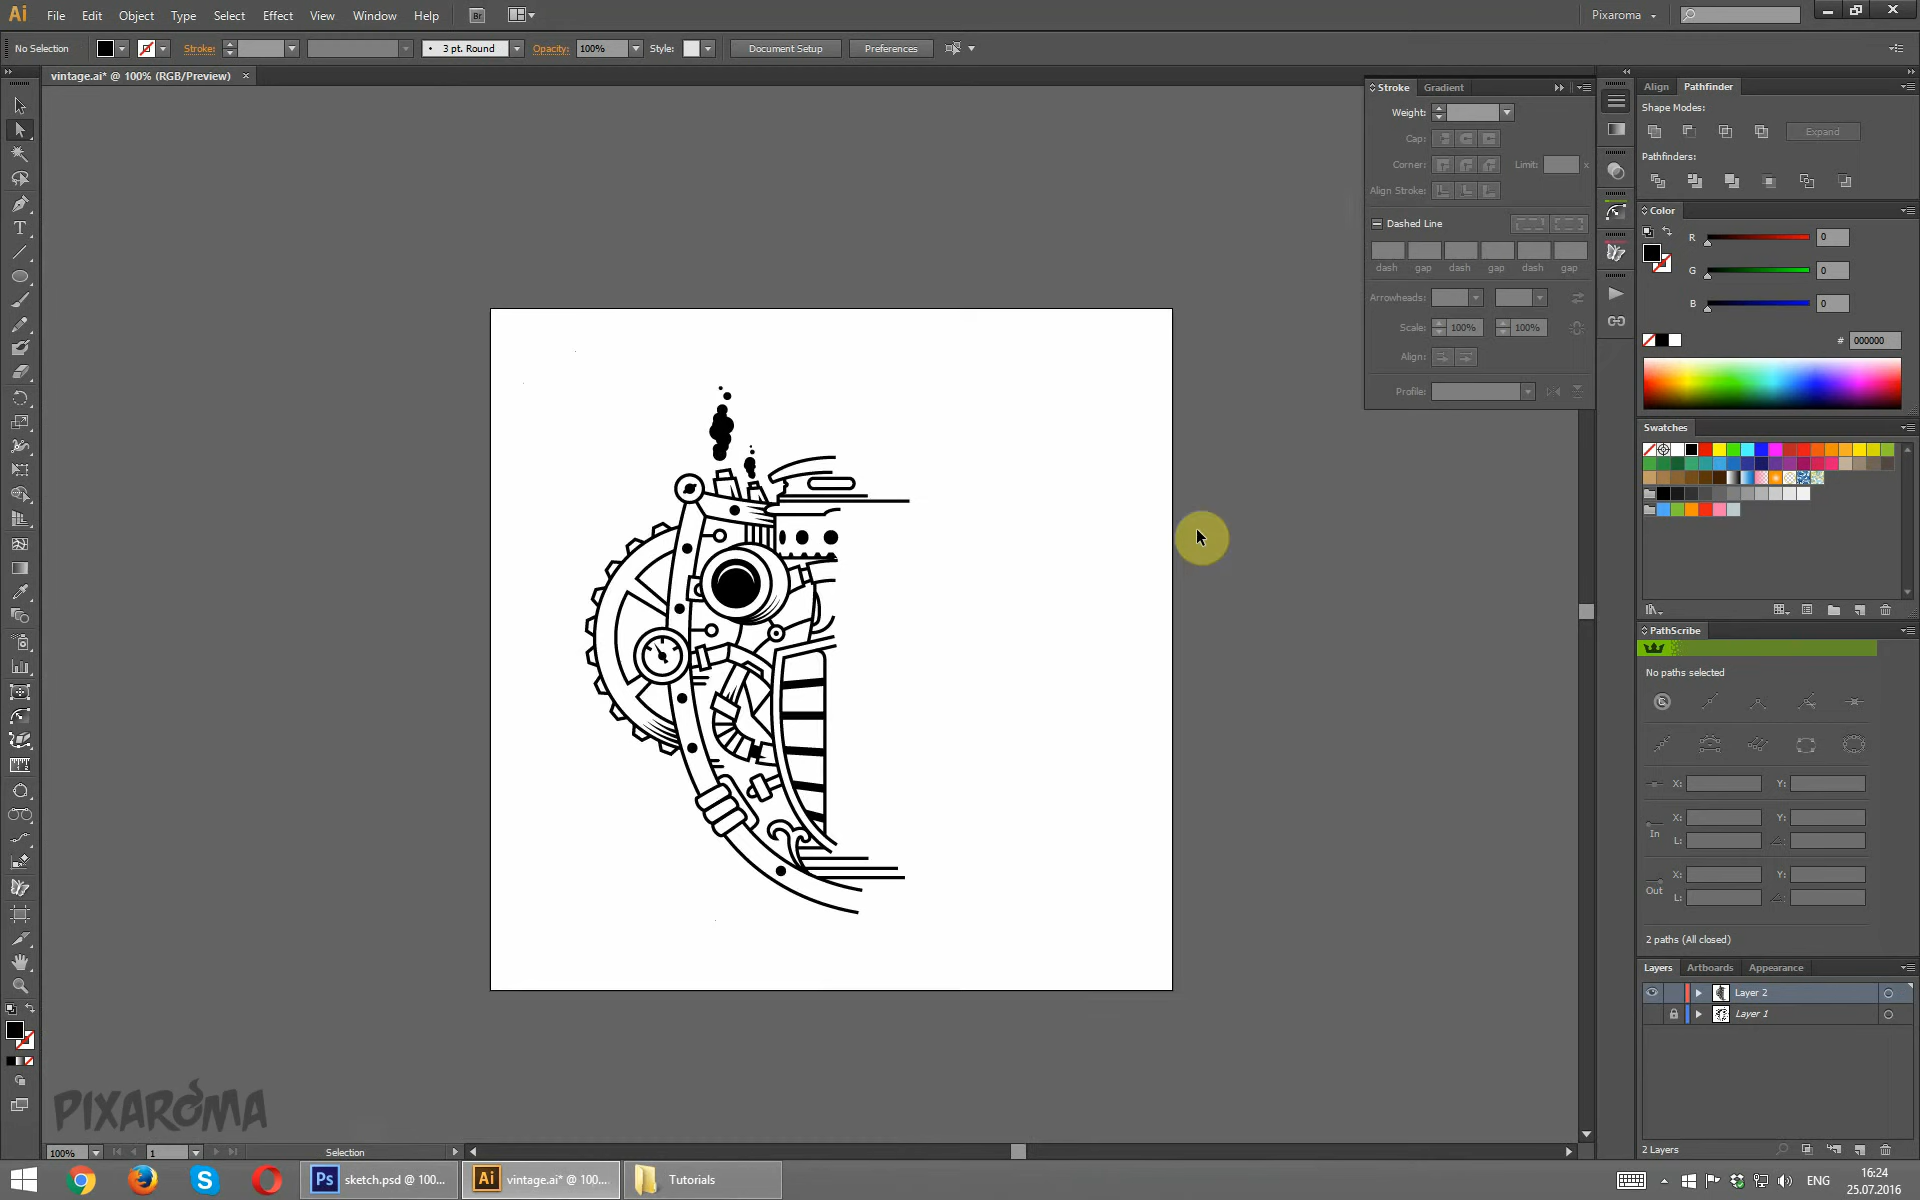 Ai File Edit Object Type Select Effect View Window Help Br Pixaroma
No Selection Stroke: 3 pt. Round Opacity: 100% Style: Document Setup Preferences
vintage.ai* @ 100% (RGB/Preview) ×
Stroke Gradient
Weight:
Cap:
Corner: Limit: x
Align Stroke:
Dashed Line
dash gap dash gap dash gap
Arrowheads:
Scale: 100% 100%
Align:
Profile:
Align Pathfinder
Shape Modes:
Expand
Pathfinders:
Color
R 0
G 0
B 0
# 000000
Swatches
PathScribe
No paths selected
X: Y:
In X: Y:
L:
Out X: Y:
L:
2 paths (All closed)
Layers Artboards Appearance
Layer 2
Layer 1
2 Layers
PIXAROMA
100% 1 Selection
Ps sketch.psd @ 100... Ai vintage.ai* @ 100.... Tutorials
ENG 16:24
25.07.2016